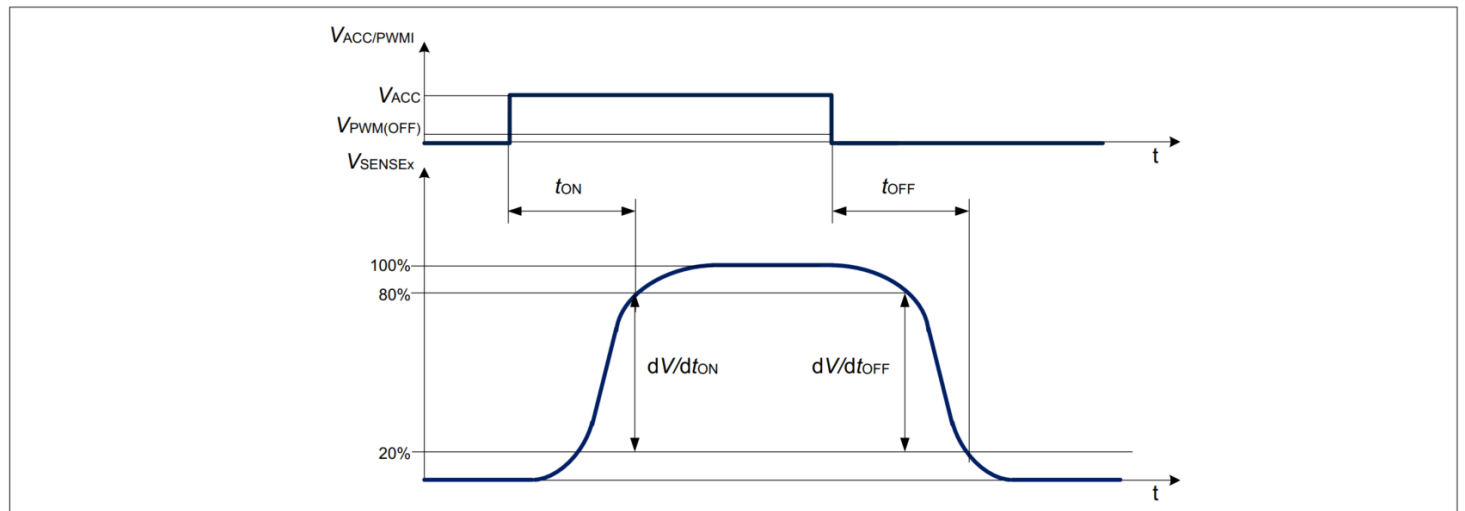 VACC/PWMI
VACC
VPWM(OFF)
t
VSENSEx
tON
tOFF
100%
80%
dV/dtON
dV/dtOFF
20%
t